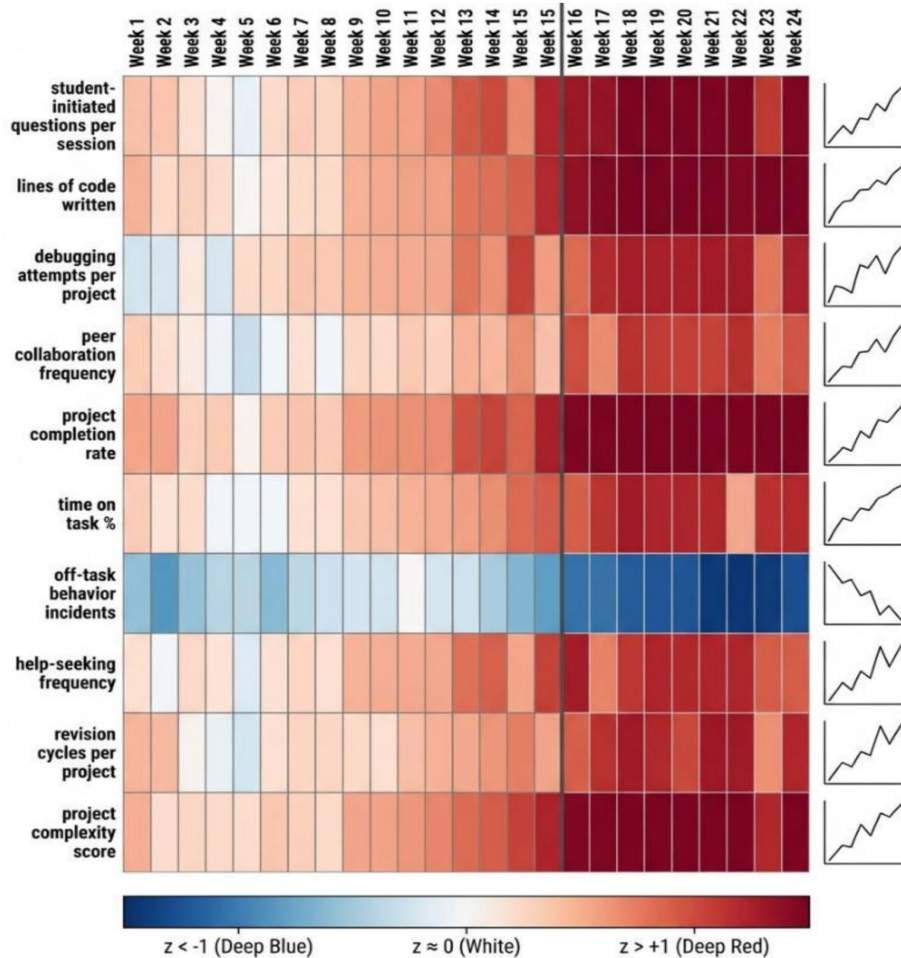 Week 1
Week 2
Week 3
Week 4
Week 5
Week 6
Week 7
Week 8
Week 9
Week 10
Week 11
Week 12
Week 13
Week 14
Week 15
Week 15
Week 16
Week 17
Week 18
Week 19
Week 20
Week 21
Week 22
Week 23
Week 24
student-
initiated
questions per
session
lines of code
written
debugging
attempts per
project
peer
collaboration
frequency
project
completion
rate
time on
task %
off-task
behavior
incidents
help-seeking
frequency
revision
cycles per
project
project
complexity
score
z < -1 (Deep Blue)
z ≈ 0 (White)
z > +1 (Deep Red)